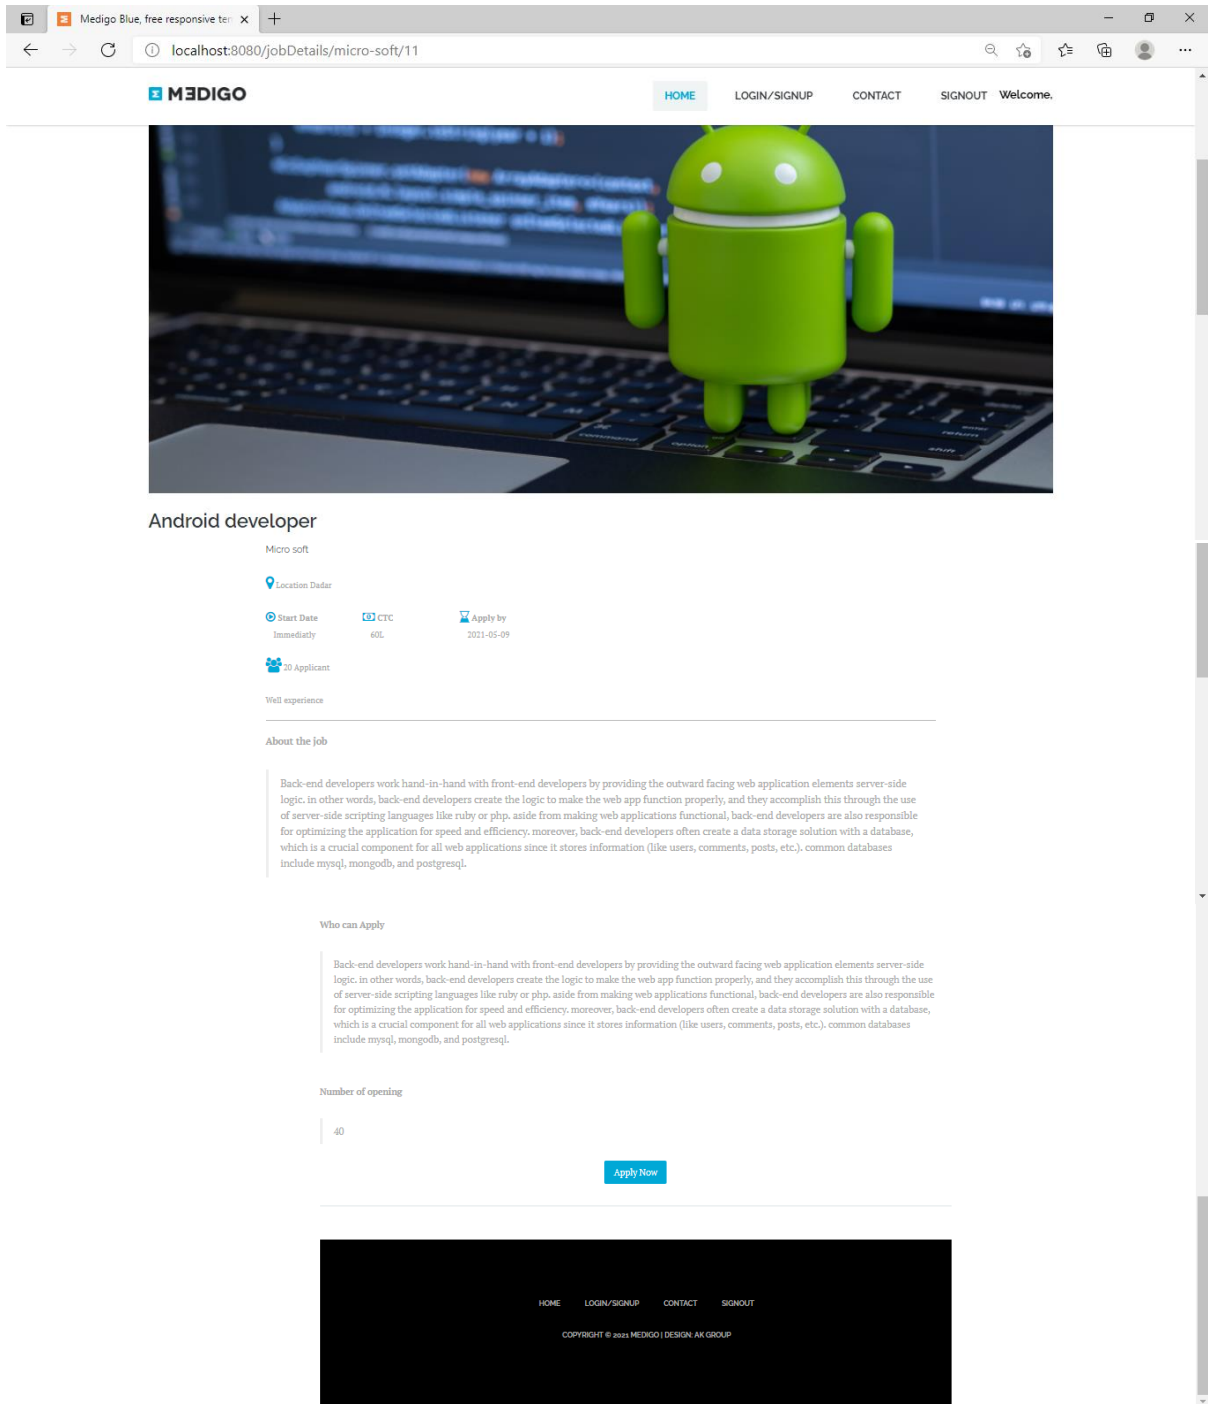 Medigo Blue, free responsive ter
localhost:8080/jobDetails/micro-soft/11
MEDIGO
HOME LOGIN/SIGNUP CONTACT SIGNOUT Welcome,
command option
enter
return
shift
Android developer
Micro soft
Location Dadar
Start Date CTC Apply by
Immediatly 60L 2021-05-09
20 Applicant
Well experience
About the job
Back-end developers work hand-in-hand with front-end developers by providing the outward facing web application elements server-side
logic. in other words, back-end developers create the logic to make the web app function properly, and they accomplish this through the use
of server-side scripting languages like ruby or php. aside from making web applications functional, back-end developers are also responsible
for optimizing the application for speed and efficiency. moreover, back-end developers often create a data storage solution with a database,
which is a crucial component for all web applications since it stores information (like users, comments, posts, etc.). common databases
include mysql, mongodb, and postgresql.
Who can Apply
Back-end developers work hand-in-hand with front-end developers by providing the outward facing web application elements server-side
logic. in other words, back-end developers create the logic to make the web app function properly, and they accomplish this through the use
of server-side scripting languages like ruby or php. aside from making web applications functional, back-end developers are also responsible
for optimizing the application for speed and efficiency. moreover, back-end developers often create a data storage solution with a database,
which is a crucial component for all web applications since it stores information (like users, comments, posts, etc.). common databases
include mysql, mongodb, and postgresql.
Number of opening
40
Apply Now
HOME LOGIN/SIGNUP CONTACT SIGNOUT
COPYRIGHT © 2021 MEDIGO | DESIGN: AK GROUP